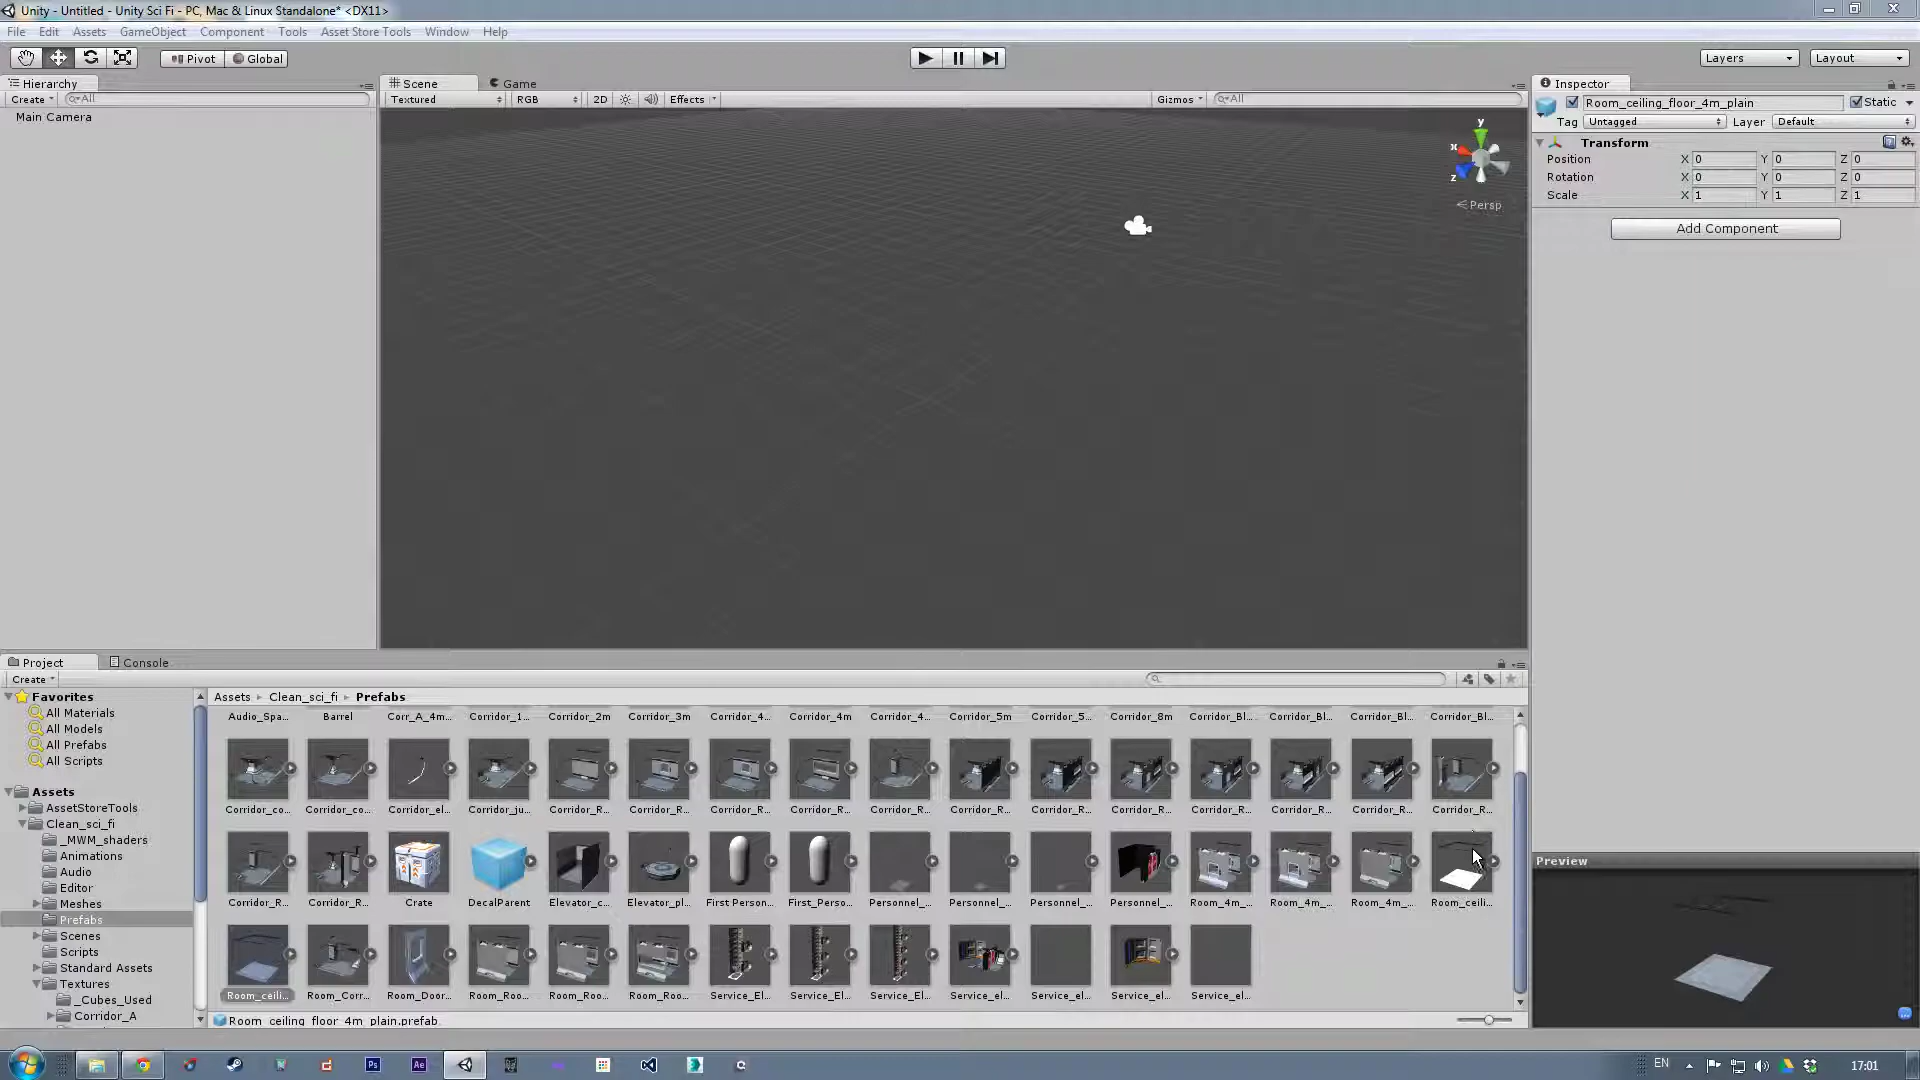 Unity - Untitled - Unity Sci Fi - PC, Mac & Linux Standalone* <DX11>
File Edit Assets GameObject Component Tools Asset Store Tools Window Help
Pivot Global Layers Layout
Hierarchy
Create All
Main Camera
Scene Game
Textured RGB 2D Effects Gizmos All
y
x
z
Persp
Inspector
Room_ceiling_floor_4m_plain Static
Tag Untagged Layer Default
Transform
Position X 0 Y 0 Z 0
Rotation X 0 Y 0 Z 0
Scale X 1 Y 1 Z 1
Add Component
Project Console
Create
Favorites
All Materials
All Models
All Prefabs
All Scripts
Assets
AssetStoreTools
Clean_sci_fi
_MWM_shaders
Animations
Audio
Editor
Meshes
Prefabs
Scenes
Scripts
Standard Assets
Textures
_Cubes_Used
Corridor_A
Assets Clean_sci_fi Prefabs
Audio_Spa... Barrel Corr_A_4m... Corridor_1... Corridor_2m Corridor_3m Corridor_4... Corridor_4m Corridor_4... Corridor_5m Corridor_5... Corridor_8m Corridor_Bl... Corridor_Bl... Corridor_Bl... Corridor_Bl...
Corridor_co... Corridor_co... Corridor_el... Corridor_ju... Corridor_R... Corridor_R... Corridor_R... Corridor_R... Corridor_R... Corridor_R... Corridor_R... Corridor_R... Corridor_R... Corridor_R... Corridor_R... Corridor_R...
Corridor_R... Corridor_R... Crate DecalParent Elevator_c... Elevator_pl... First Person... First_Perso... Personnel_... Personnel_... Personnel_... Personnel_... Room_4m_... Room_4m_... Room_4m_... Room_ceili...
Room_ceili... Room_Corr... Room_Door... Room_Roo... Room_Roo... Room_Roo... Service_El... Service_El... Service_El... Service_el... Service_el... Service_el... Service_el...
Room_ceiling_floor_4m_plain.prefab
Preview
Ps Ae EN 17:01